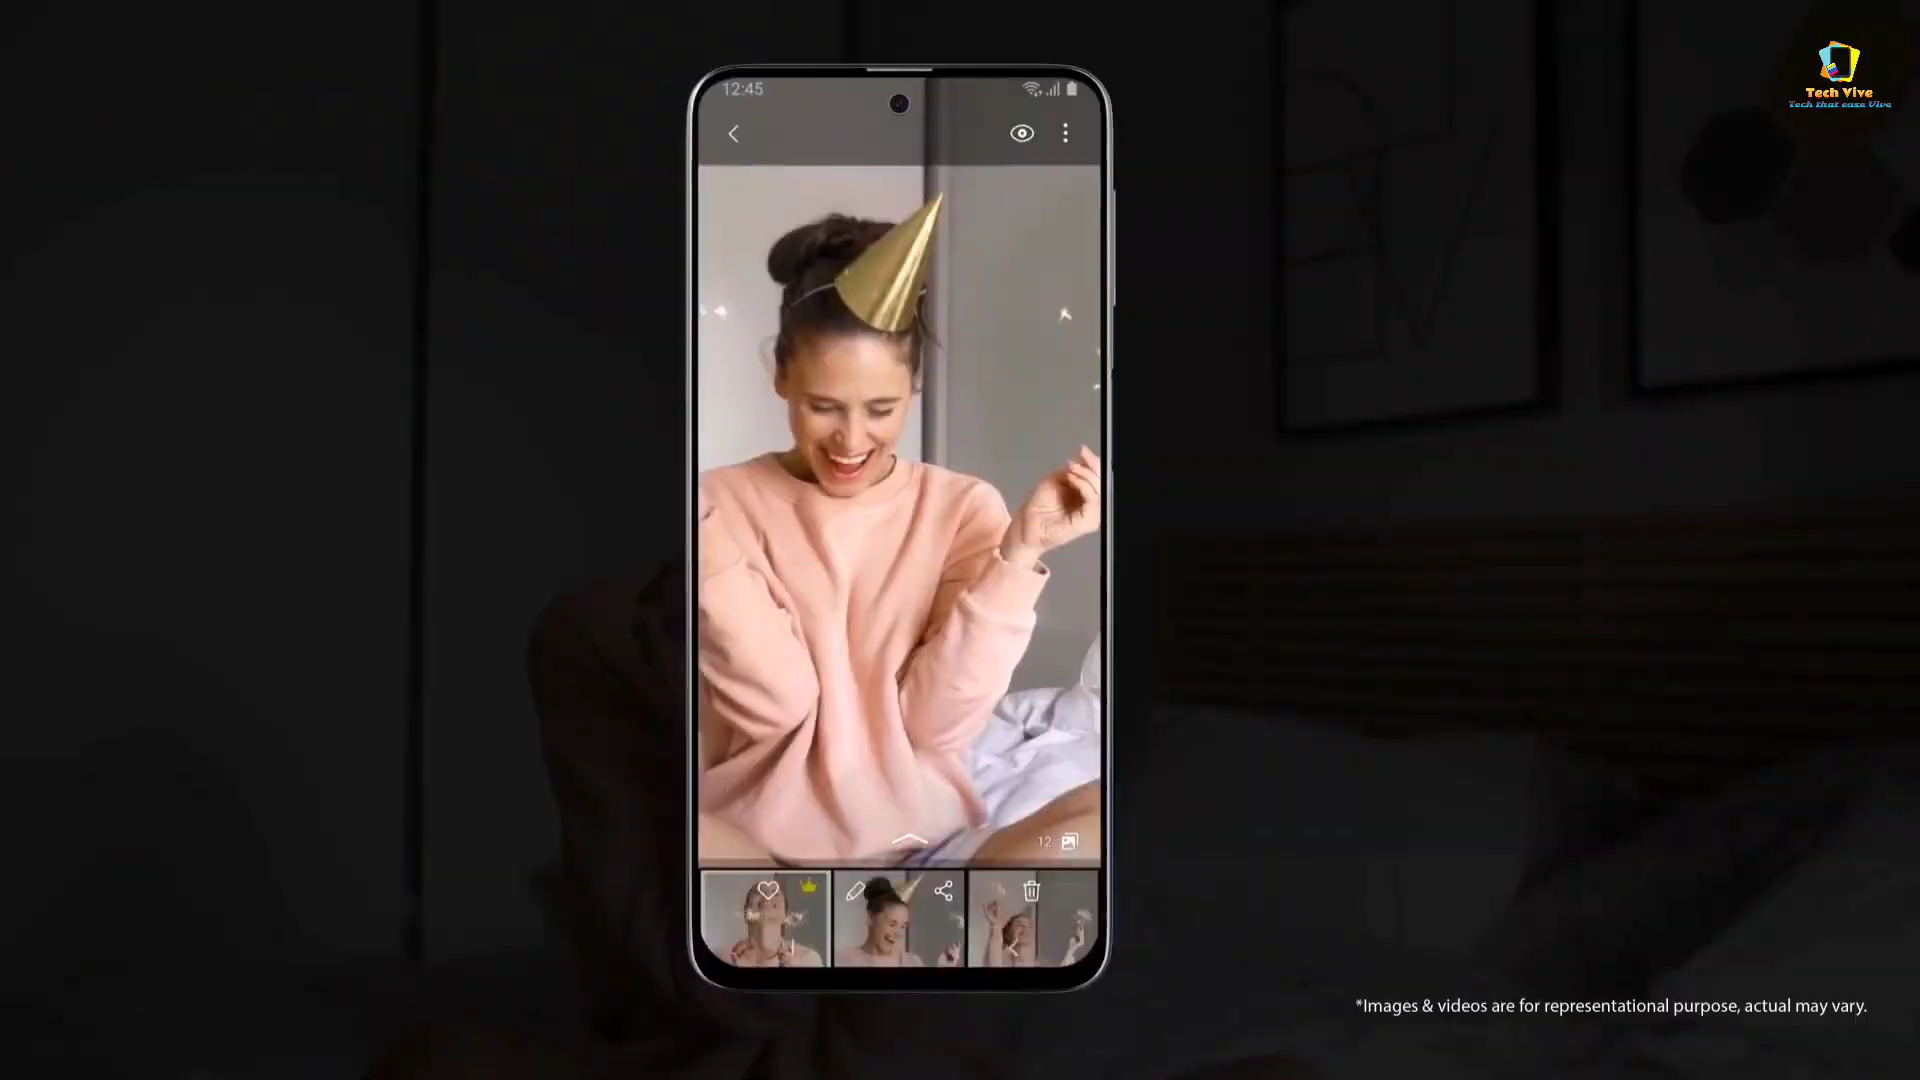 12:45
Tech Vive
Tech that ease Vive
12
*Images & videos are for representational purpose, actual may vary.